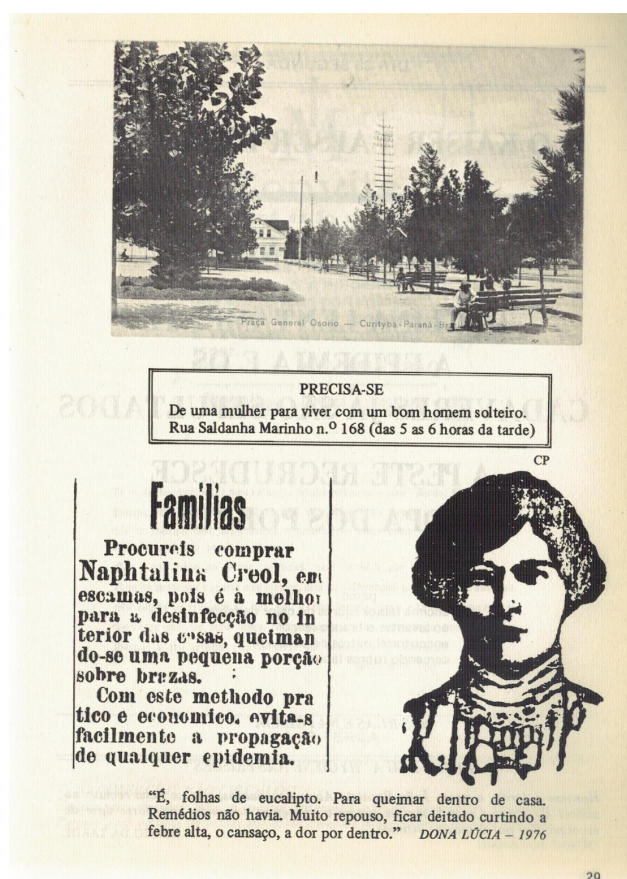 Praça General Osorio — Curityba-Paraná-Brazil
PRECISA-SE
De uma mulher para viver com um bom homem solteiro.
Rua Saldanha Marinho n.º 168 (das 5 as 6 horas da tarde)
CP
Familias
Procureis comprar
Naphtalina Creol, em
escamas, pois é a melhor
para a desinfecção no in
terior das casas, queiman
do-se uma pequena porção
sobre brazas.
Com este methodo pra
tico e economico. evita-s
facilmente a propagação
de qualquer epidemia.
“É, folhas de eucalipto. Para queimar dentro de casa.
Remédios não havia. Muito repouso, ficar deitado curtindo a
febre alta, o cansaço, a dor por dentro.” DONA LÚCIA – 1976
29